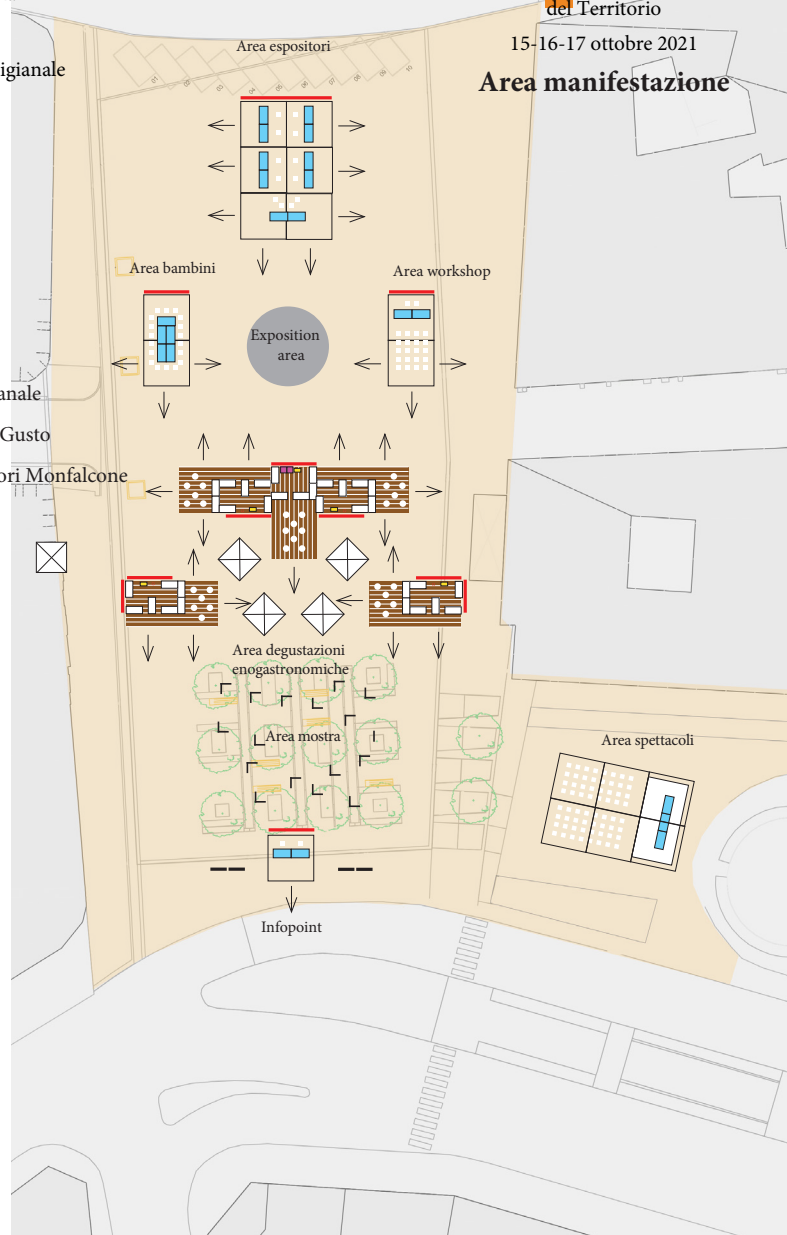 del Territorio
15-16-17 ottobre 2021
Area manifestazione
Area espositori
igianale
Area bambini
Area workshop
Exposition
area
anale
Gusto
ori Monfalcone
Area degustazioni
enogastronomiche
Area mostra
Area spettacoli
Infopoint